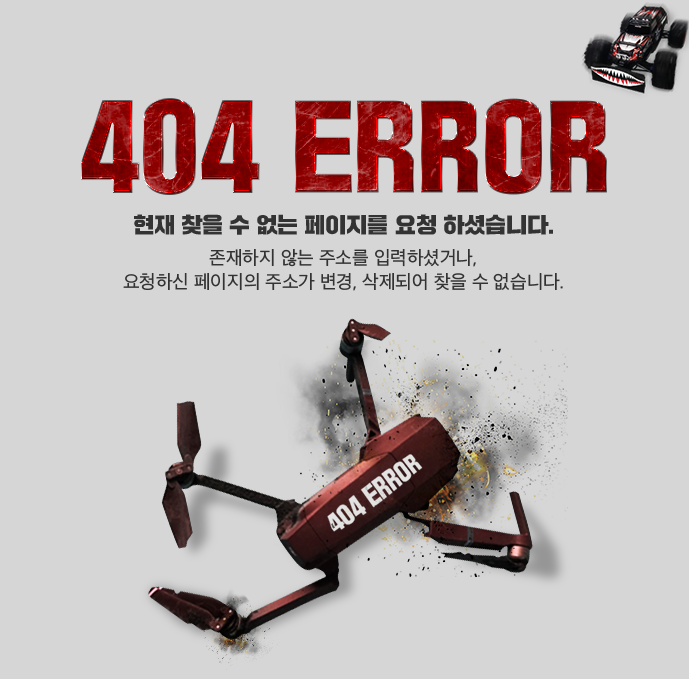 404 ERROR
현재 찾을 수 없는 페이지를 요청 하셨습니다.
존재하지 않는 주소를 입력하셨거나,
요청하신 페이지의 주소가 변경, 삭제되어 찾을 수 없습니다.
404 ERROR